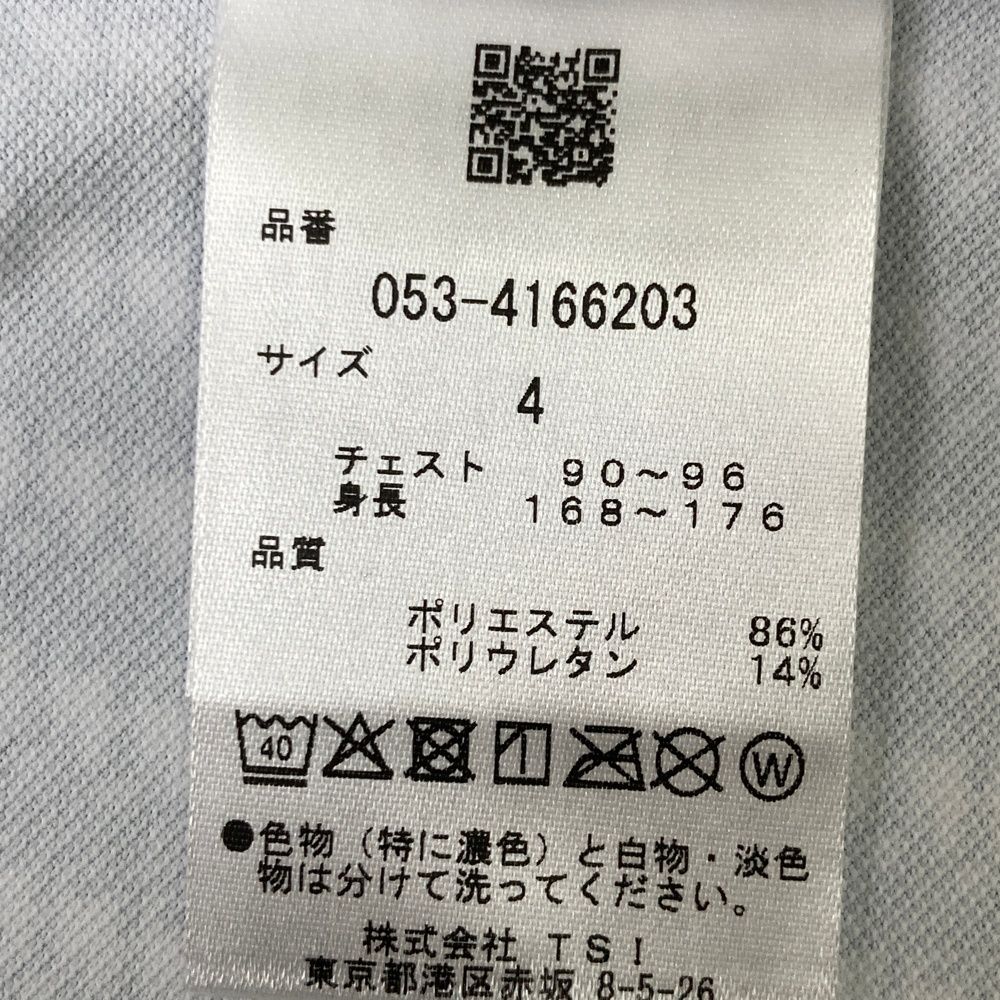 品番
053-4166203
サイズ
4
チェスト 90~96
身長 168~176
品質
ポリエステル 86%
ポリウレタン 14%
40 W
●色物(特に濃色)と白物・淡色
物は分けて洗ってください。
株式会社 TSI
東京都港区赤坂 8-5-26